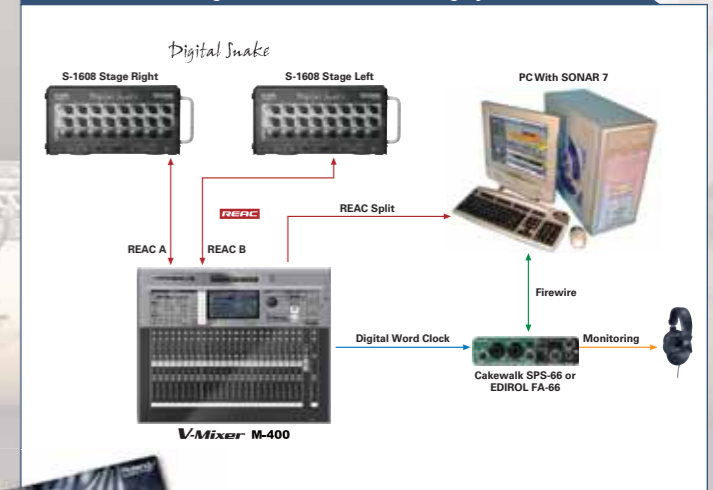 Digital Snake
S-1608 Stage Right
S-1608 Stage Left
PC With SONAR 7
REAC
REAC Split
REAC A
REAC B
Firewire
Digital Word Clock
Monitoring
Cakewalk SPS-66 or
EDIROL FA-66
V-Mixer M-400